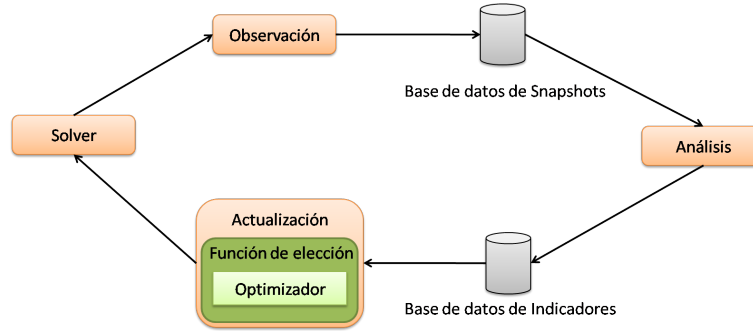 Observación
Base de datos de Snapshots
Solver
Análisis
Actualización
Función de elección
Optimizador
Base de datos de Indicadores